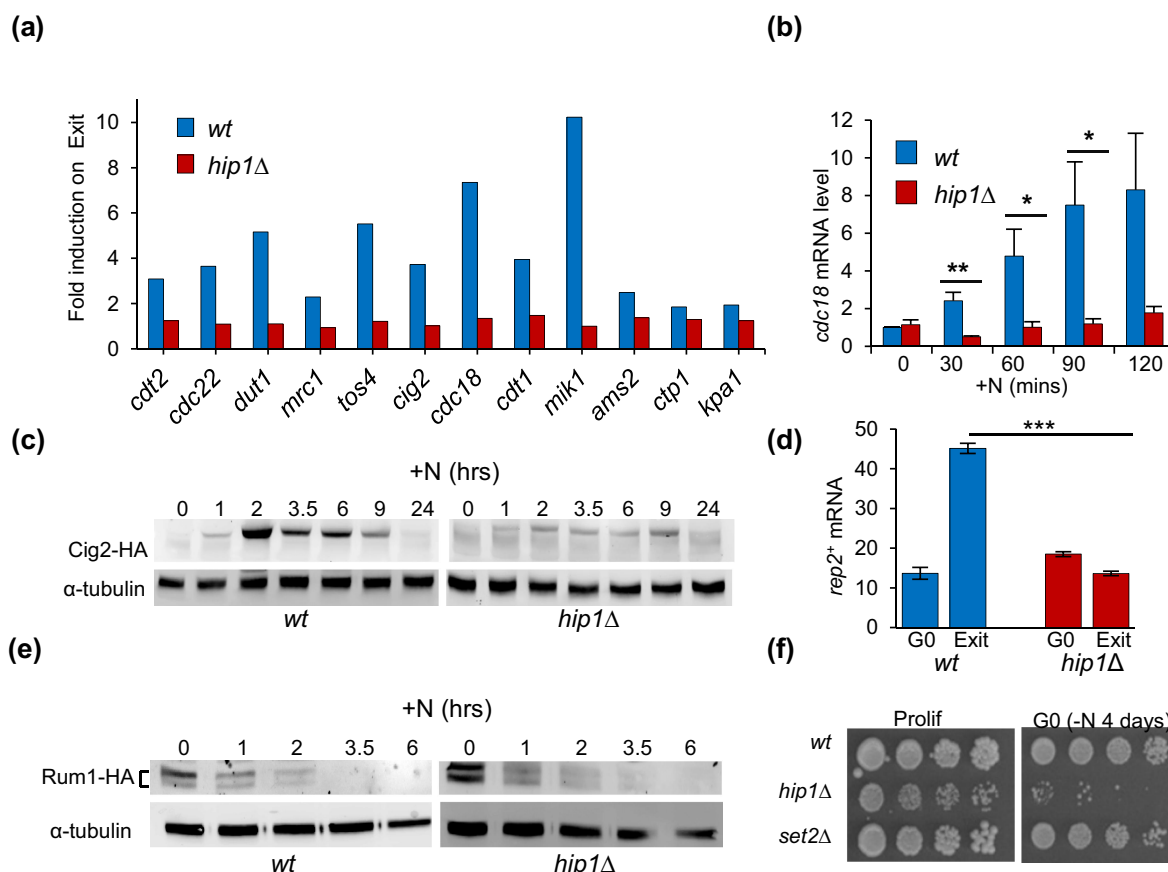 (a)
Fold induction on Exit
10
8
6
4
2
0
wt
hip1Δ
cdt2 cdc22 dut1 mrc1 tos4 cig2 cdc18 cdt1 mik1 ams2 ctp1 kpa1
(b)
cdc18 mRNA level
12
10
8
6
4
2
0
wt
hip1Δ
**
*
*
0 30 60 90 120
+N (mins)
(c)
+N (hrs)
0 1 2 3.5 6 9 24 0 1 2 3.5 6 9 24
Cig2-HA
α-tubulin
wt hip1Δ
(d)
rep2+ mRNA
50
40
30
20
10
0
***
G0 Exit G0 Exit
wt hip1Δ
(e)
+N (hrs)
0 1 2 3.5 6 0 1 2 3.5 6
Rum1-HA
α-tubulin
wt hip1Δ
(f)
Prolif G0 (-N 4 days)
wt
hip1Δ
set2Δ